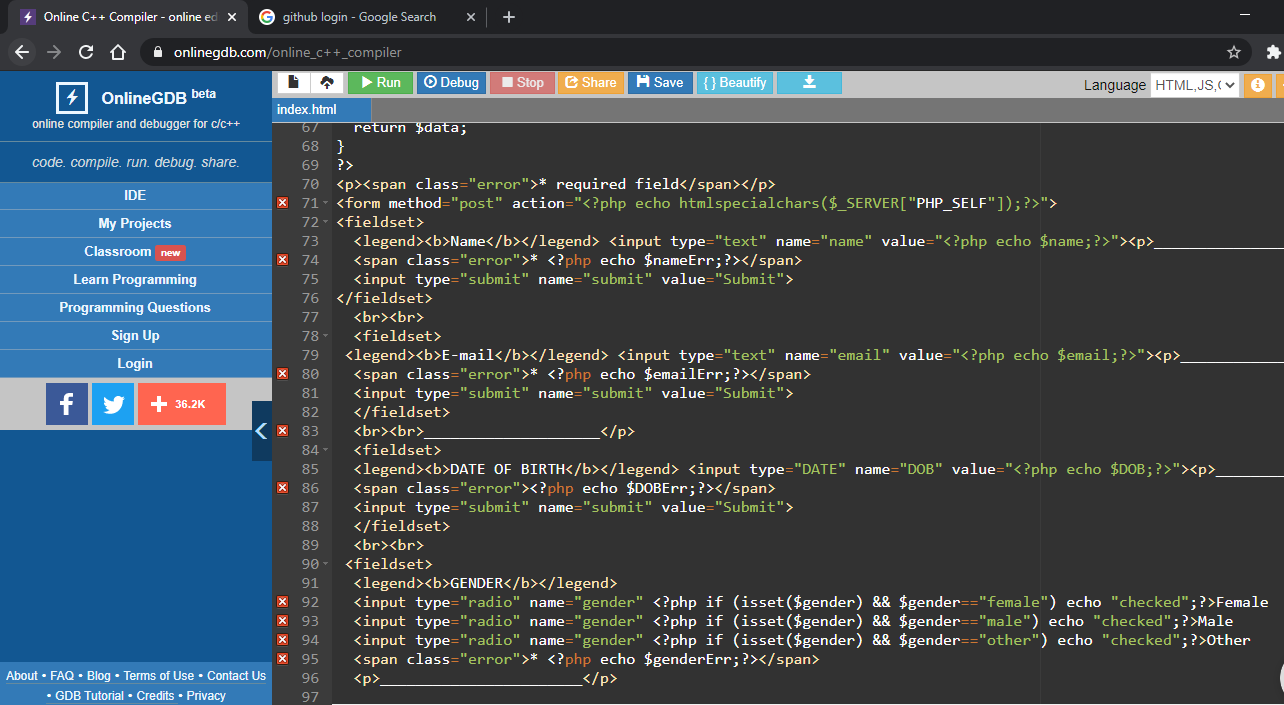 Online C++ Compiler - online ed
github login - Google Search
onlinegdb.com/online_c++_compiler
OnlineGDB beta
online compiler and debugger for c/c++
code. compile. run. debug. share.
IDE
My Projects
Classroom new
Learn Programming
Programming Questions
Sign Up
Login
36.2K
About • FAQ • Blog • Terms of Use • Contact Us
• GDB Tutorial • Credits • Privacy
Run Debug Stop Share Save { } Beautify
Language HTML,JS,(
index.html
67 return $data;
68 }
69 ?>
70 <p><span class="error">* required field</span></p>
71 <form method="post" action="<?php echo htmlspecialchars($_SERVER["PHP_SELF"]);?>">
72 <fieldset>
73 <legend><b>Name</b></legend> <input type="text" name="name" value="<?php echo $name;?>"><p>_______________
74 <span class="error">* <?php echo $nameErr;?></span>
75 <input type="submit" name="submit" value="Submit">
76 </fieldset>
77 <br><br>
78 <fieldset>
79 <legend><b>E-mail</b></legend> <input type="text" name="email" value="<?php echo $email;?>"><p>____________
80 <span class="error">* <?php echo $emailErr;?></span>
81 <input type="submit" name="submit" value="Submit">
82 </fieldset>
83 <br><br>____________________</p>
84 <fieldset>
85 <legend><b>DATE OF BIRTH</b></legend> <input type="DATE" name="DOB" value="<?php echo $DOB;?>"><p>________
86 <span class="error"><?php echo $DOBErr;?></span>
87 <input type="submit" name="submit" value="Submit">
88 </fieldset>
89 <br><br>
90 <fieldset>
91 <legend><b>GENDER</b></legend>
92 <input type="radio" name="gender" <?php if (isset($gender) && $gender=="female") echo "checked";?>Female
93 <input type="radio" name="gender" <?php if (isset($gender) && $gender=="male") echo "checked";?>Male
94 <input type="radio" name="gender" <?php if (isset($gender) && $gender=="other") echo "checked";?>Other
95 <span class="error">* <?php echo $genderErr;?></span>
96 <p>_______________________</p>
97